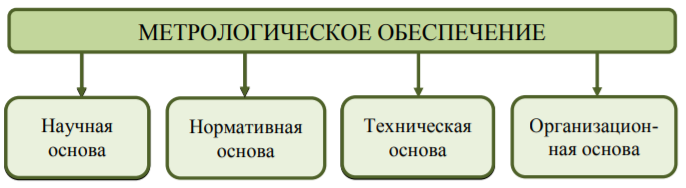 МЕТРОЛОГИЧЕСКОЕ ОБЕСПЕЧЕНИЕ
Научная
основа
Нормативная
основа
Техническая
основа
Организацион-
ная основа